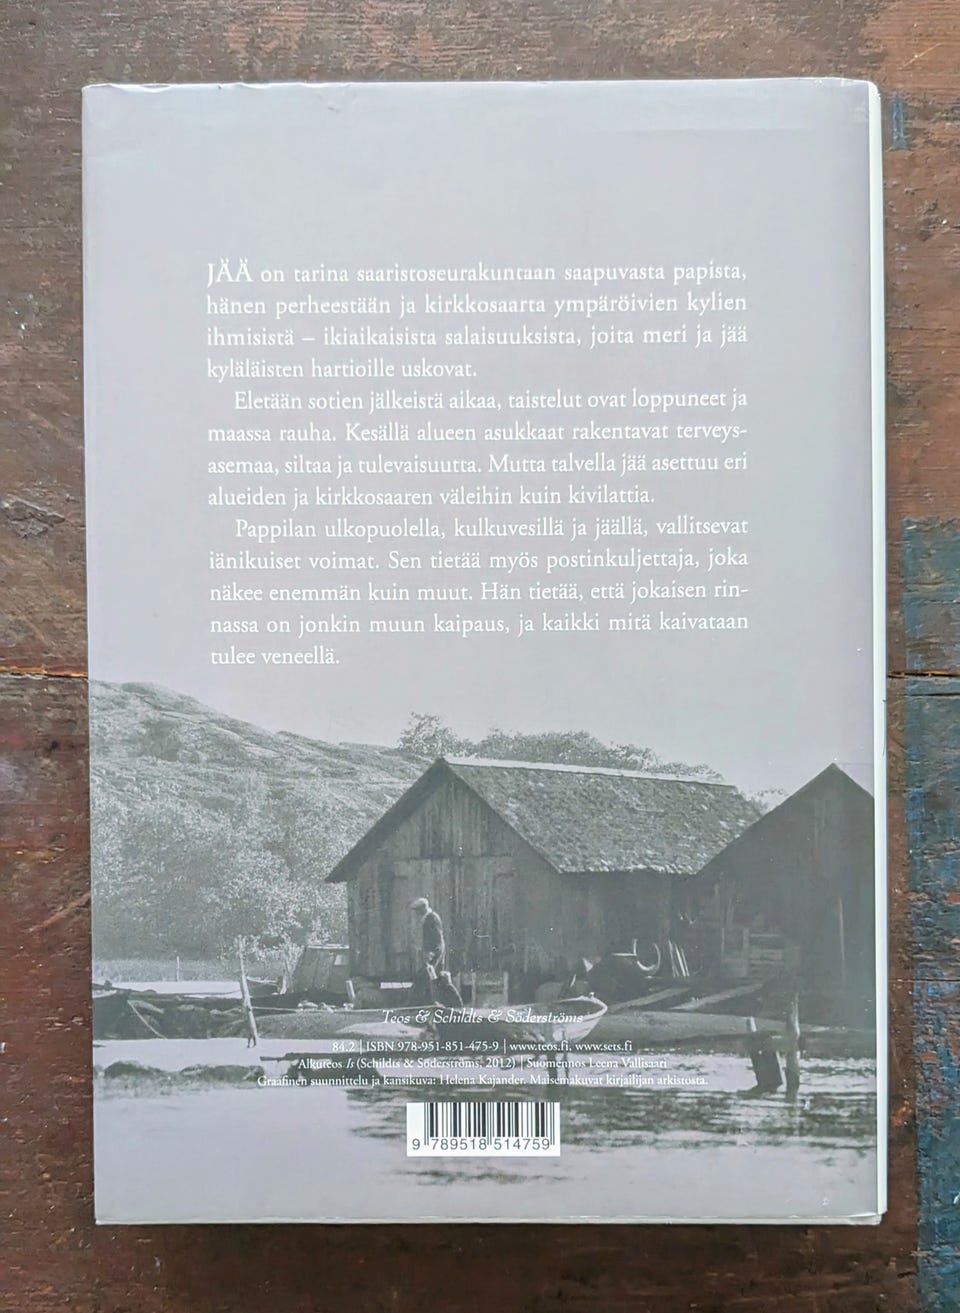 JÄÄ on tarina saaristoseurakuntaan saapuvasta papista,
hänen perheestään ja kirkkosaarta ympäröivien kylien
ihmisistä – ikiaikaisista salaisuuksista, joita meri ja jää
kyläläisten hartioille uskovat.
Eletään sotien jälkeistä aikaa, taistelut ovat loppuneet ja
maassa rauha. Kesällä alueen asukkaat rakentavat terveys-
asemaa, siltaa ja tulevaisuutta. Mutta talvella jää asettuu eri
alueiden ja kirkkosaaren väleihin kuin kivilattia.
Pappilan ulkopuolella, kulkuvesillä ja jäällä, vallitsevat
iänikuiset voimat. Sen tietää myös postinkuljettaja, joka
näkee enemmän kuin muut. Hän tietää, että jokaisen rin-
nassa on jonkin muun kaipaus, ja kaikki mitä kaivataan
tulee veneellä.
Teos & Schildts & Söderströms
84.2 | ISBN 978-951-851-475-9 | www.teos.fi, www.sets.fi
Alkuteos Is (Schildts & Söderströms, 2012) | Suomennos Leena Vallisaari
Graafinen suunnittelu ja kansikuva: Helena Kajander. Maisemakuvat kirjailijan arkistosta.
9 789518 514759